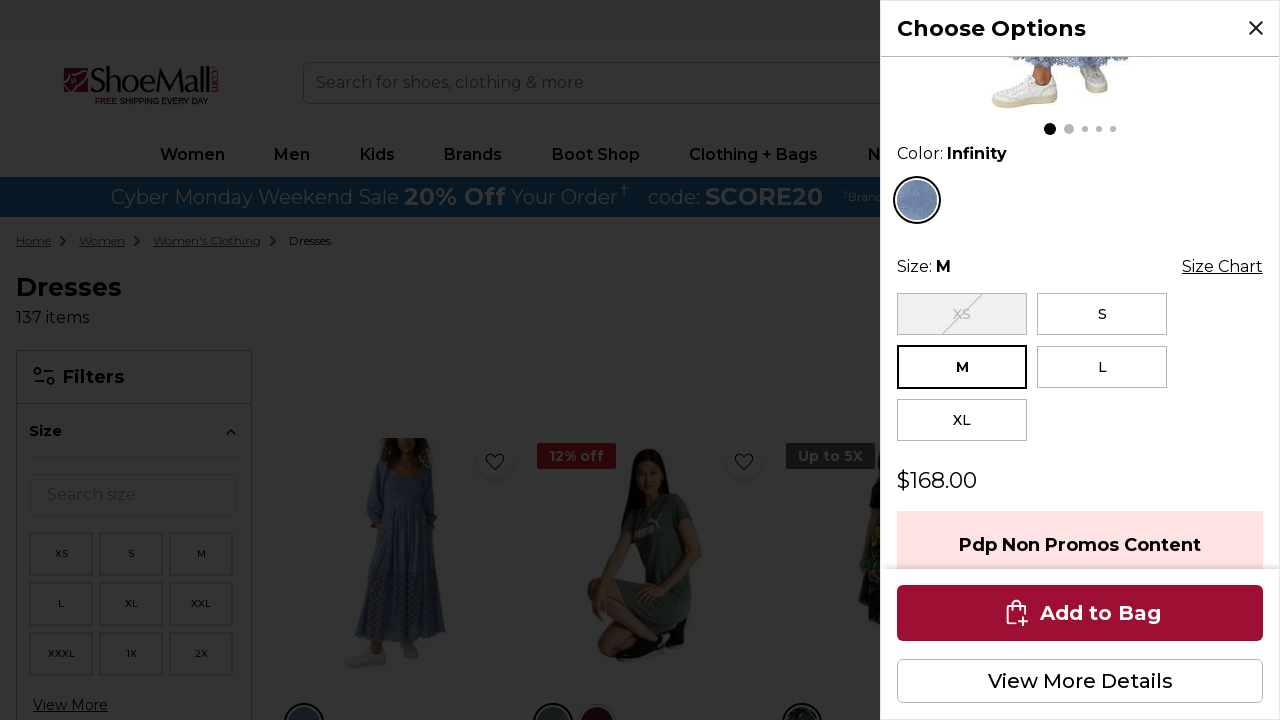 Choose Options
ShoeMall.com
FREE SHIPPING EVERY DAY
Search for shoes, clothing & more
Women Men Kids Brands Boot Shop Clothing + Bags N
Cyber Monday Weekend Sale 20% Off Your Order† code: SCORE20 †Brand
Home Women Women's Clothing Dresses
Dresses
137 items
Filters
Size
Search size
XS S M
L XL XXL
XXXL 1X 2X
View More
12% off
Up to 5X
Color: Infinity
Size: M
Size Chart
XS S
M L
XL
$168.00
Pdp Non Promos Content
Add to Bag
View More Details